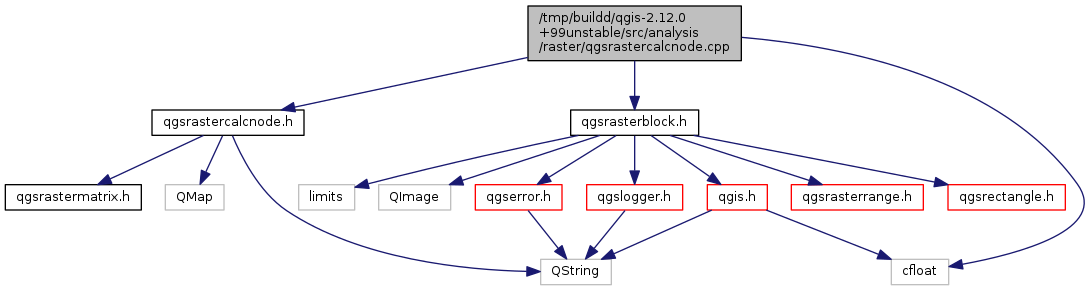 /tmp/buildd/qgis-2.12.0
+99unstable/src/analysis
/raster/qgsrastercalcnode.cpp
qgsrastercalcnode.h
qgsrasterblock.h
qgsrastermatrix.h
QMap
limits
QImage
qgserror.h
qgslogger.h
qgis.h
qgsrasterrange.h
qgsrectangle.h
QString
cfloat